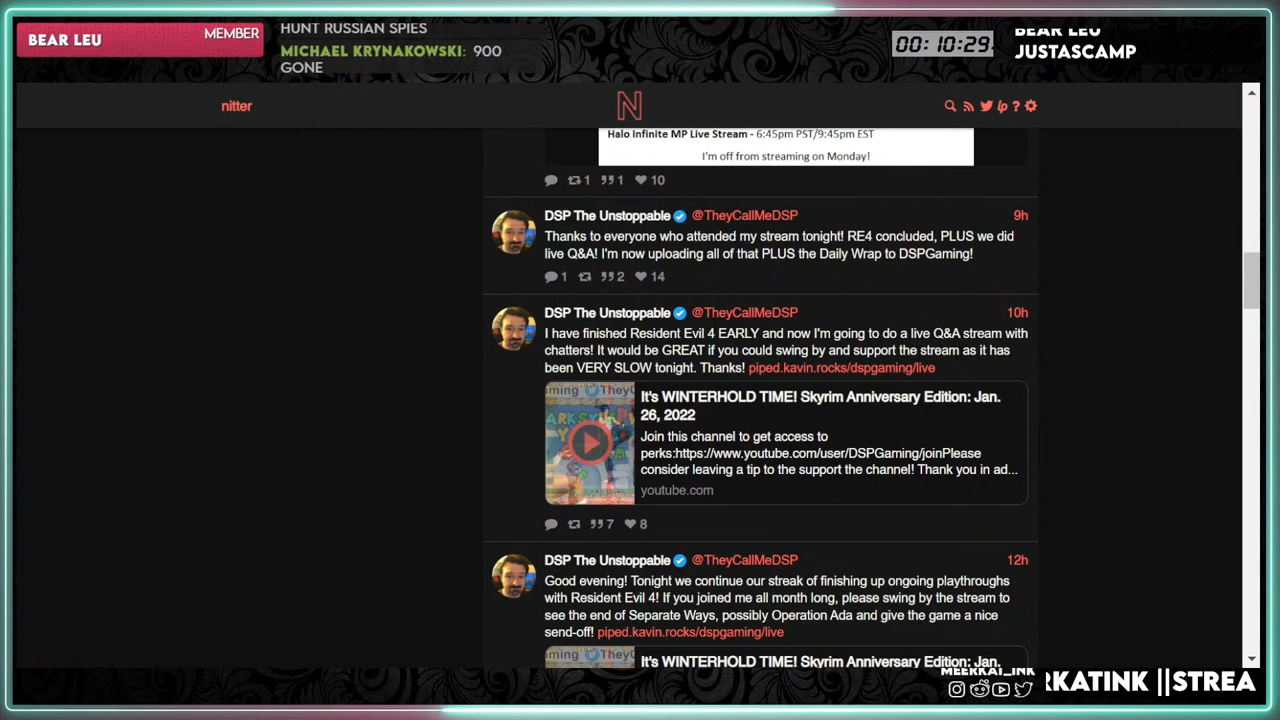 HUNT RUSSIAN SPIES
BEAR LEU
MEMBER
MICHAEL KRYNAKOWSKI: 900
GONE
00:10:29
BEAR LEU
JUSTASCAMP
nitter
N
lp ?
Halo Infinite MP Live Stream - 6:45pm PST/9:45pm EST
I'm off from streaming on Monday!
1 1 10
DSP The Unstoppable @TheyCallMeDSP 9h
Thanks to everyone who attended my stream tonight! RE4 concluded, PLUS we did
live Q&A! I'm now uploading all of that PLUS the Daily Wrap to DSPGaming!
1 2 14
DSP The Unstoppable @TheyCallMeDSP 10h
I have finished Resident Evil 4 EARLY and now I'm going to do a live Q&A stream with
chatters! It would be GREAT if you could swing by and support the stream as it has
been VERY SLOW tonight. Thanks! piped.kavin.rocks/dspgaming/live
It's WINTERHOLD TIME! Skyrim Anniversary Edition: Jan.
26, 2022
Join this channel to get access to
perks:https://www.youtube.com/user/DSPGaming/joinPlease
consider leaving a tip to the support the channel! Thank you in ad...
youtube.com
7 8
DSP The Unstoppable @TheyCallMeDSP 12h
Good evening! Tonight we continue our streak of finishing up ongoing playthroughs
with Resident Evil 4! If you joined me all month long, please swing by the stream to
see the end of Separate Ways, possibly Operation Ada and give the game a nice
send-off! piped.kavin.rocks/dspgaming/live
It's WINTERHOLD TIME! Skyrim Anniversary Edition: Jan.
MEERKAT_INK
RKATINK ||STREA